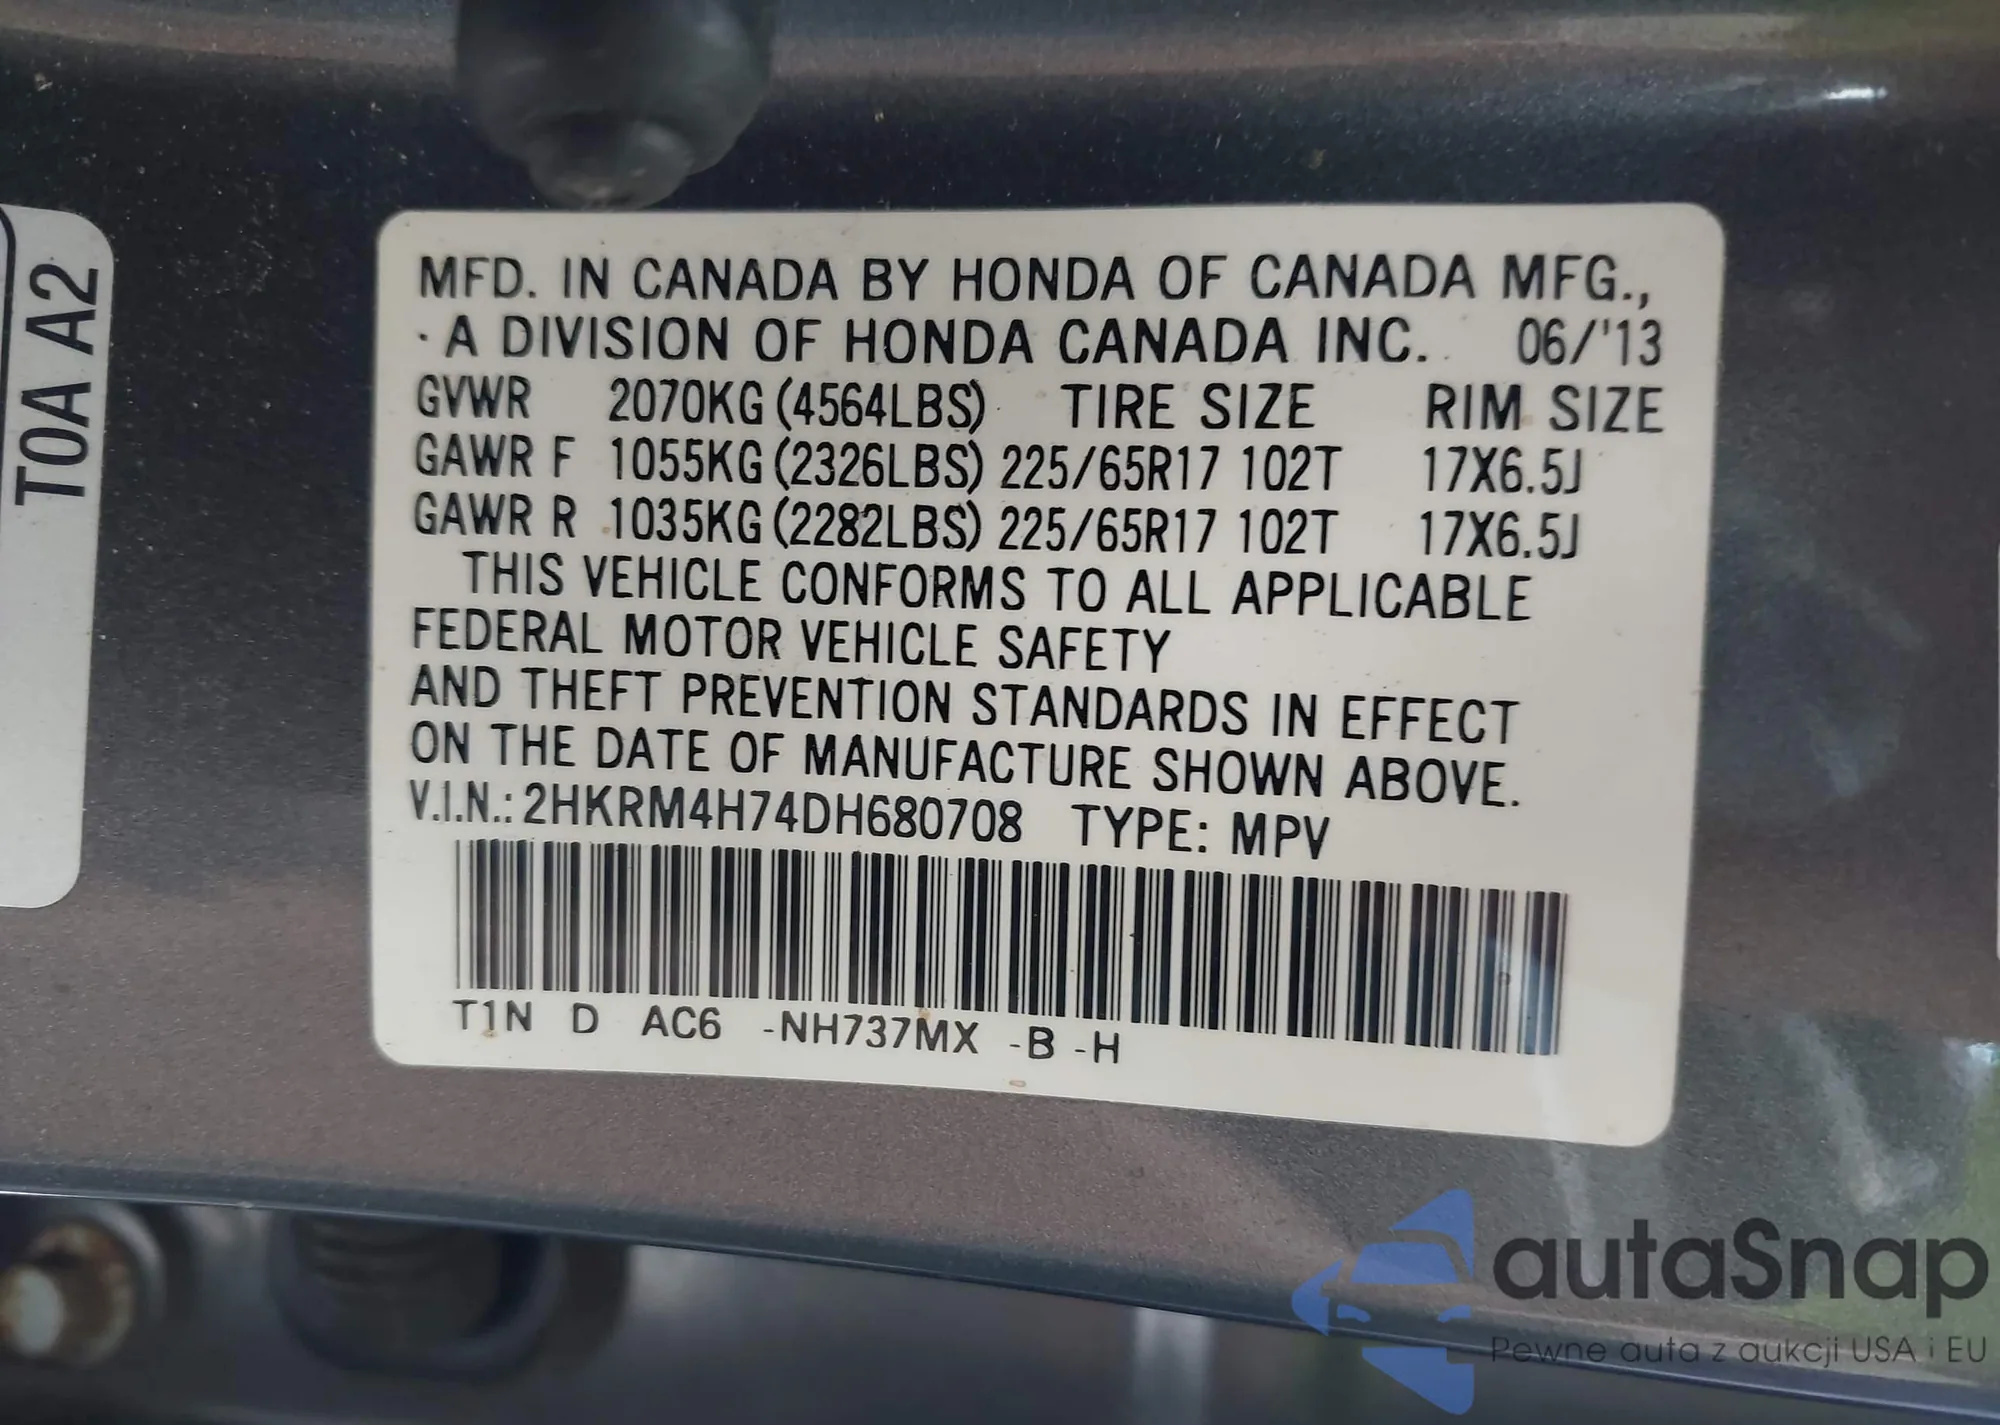 T0A A2
MFD. IN CANADA BY HONDA OF CANADA MFG.,
A DIVISION OF HONDA CANADA INC. 06/'13
GVWR 2070KG (4564LBS) TIRE SIZE RIM SIZE
GAWR F 1055KG (2326LBS) 225/65R17 102T 17X6.5J
GAWR R 1035KG (2282LBS) 225/65R17 102T 17X6.5J
THIS VEHICLE CONFORMS TO ALL APPLICABLE
FEDERAL MOTOR VEHICLE SAFETY
AND THEFT PREVENTION STANDARDS IN EFFECT
ON THE DATE OF MANUFACTURE SHOWN ABOVE.
V.I.N.: 2HKRM4H74DH680708 TYPE: MPV
T1N D AC6 -NH737MX -B -H
autaSnap
Pewne auta z aukcji USA i EU